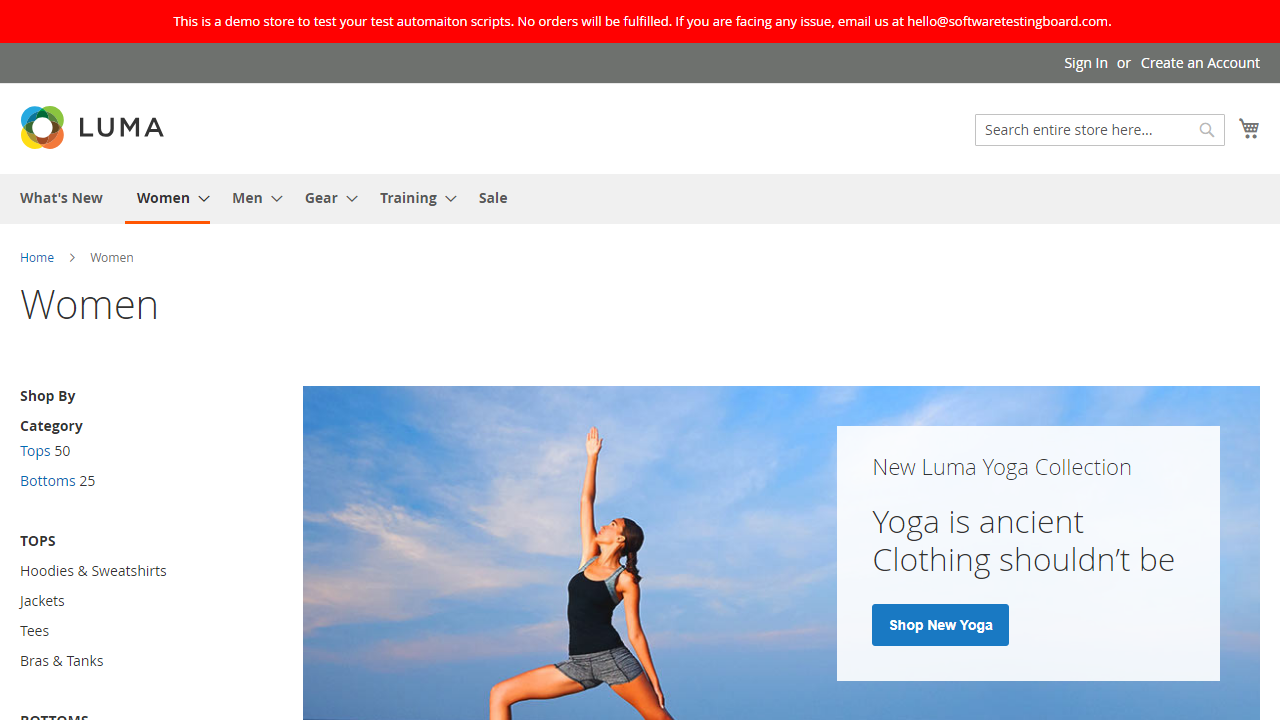 This is a demo store to test your test automaiton scripts. No orders will be fulfilled. If you are facing any issue, email us at hello@softwaretestingboard.com.
Sign In or Create an Account
LUMA
Search entire store here...
What's New Women Men Gear Training Sale
Home > Women
Women
Shop By
Category
Tops 50
Bottoms 25
TOPS
Hoodies & Sweatshirts
Jackets
Tees
Bras & Tanks
BOTTOMS
New Luma Yoga Collection
Yoga is ancient
Clothing shouldn’t be
Shop New Yoga